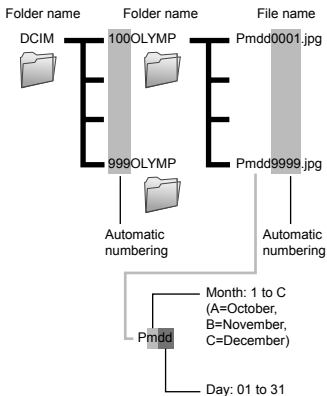 Folder name Folder name File name
DCIM 100OLYMP Pmdd0001.jpg
999OLYMP Pmdd9999.jpg
Automatic numbering
Automatic numbering
Month: 1 to C
(A=October,
B=November,
C=December)
Pmdd
Day: 01 to 31